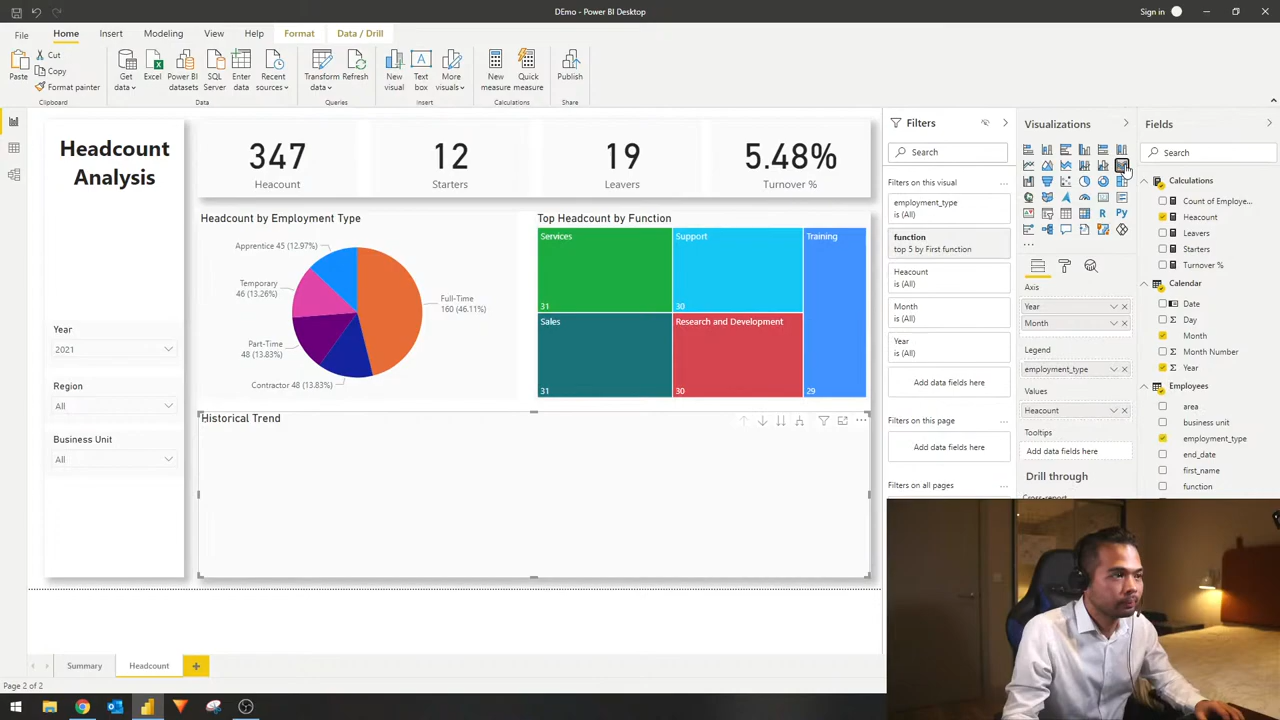 DEmo - Power BI Desktop
Sign in
File
Home
Insert
Modeling
View
Help
Format
Data / Drill
Paste
Cut
Copy
Format painter
Clipboard
Get data
Excel
Power BI datasets
SQL Server
Enter data
Recent sources
Data
Transform data
Refresh
Queries
New visual
Text box
More visuals
Insert
New measure
Quick measure
Calculations
Publish
Share
Headcount
Analysis
347
Heacount
12
Starters
19
Leavers
5.48%
Turnover %
Headcount by Employment Type
Apprentice 45 (12.97%)
Temporary
46 (13.26%)
Part-Time
48 (13.83%)
Contractor 48 (13.83%)
Full-Time
160 (46.11%)
Top Headcount by Function
Services
31
Support
30
Training
29
Sales
31
Research and Development
30
Year
2021
Region
All
Business Unit
All
Historical Trend
Filters
Search
Filters on this visual
employment_type
is (All)
function
top 5 by First function
Heacount
is (All)
Month
is (All)
Year
is (All)
Add data fields here
Filters on this page
Add data fields here
Filters on all pages
Visualizations
R
Py
Axis
Year
Month
Legend
employment_type
Values
Heacount
Tooltips
Add data fields here
Drill through
Cross-report
Fields
Search
Calculations
Count of Employe...
Heacount
Leavers
Starters
Turnover %
Calendar
Date
Day
Month
Month Number
Year
Employees
area
business unit
employment_type
end_date
first_name
function
Summary
Headcount
Page 2 of 2